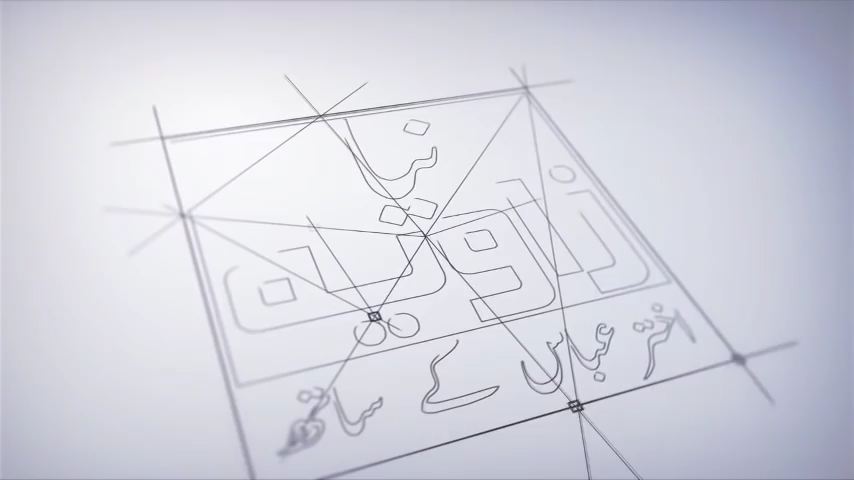 نیا
زاویہ
اختر عباس کے ساتھ